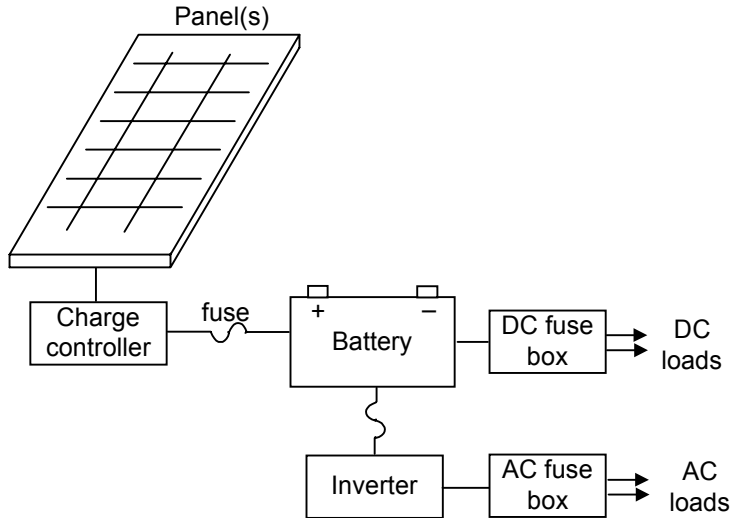 Panel(s)
Charge
controller
fuse
+ –
Battery
DC fuse
box
DC
loads
Inverter
AC fuse
box
AC
loads